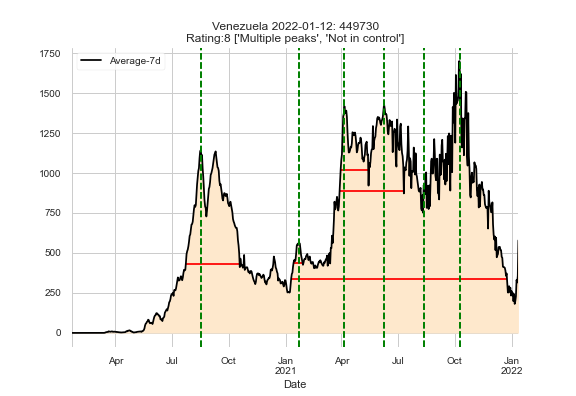 Venezuela 2022-01-12: 449730
Rating:8 ['Multiple peaks', 'Not in control']
1750
1500
1250
1000
750
500
250
0
Average-7d
Apr
Jul
Oct
Jan
2021
Apr
Jul
Oct
Jan
2022
Date